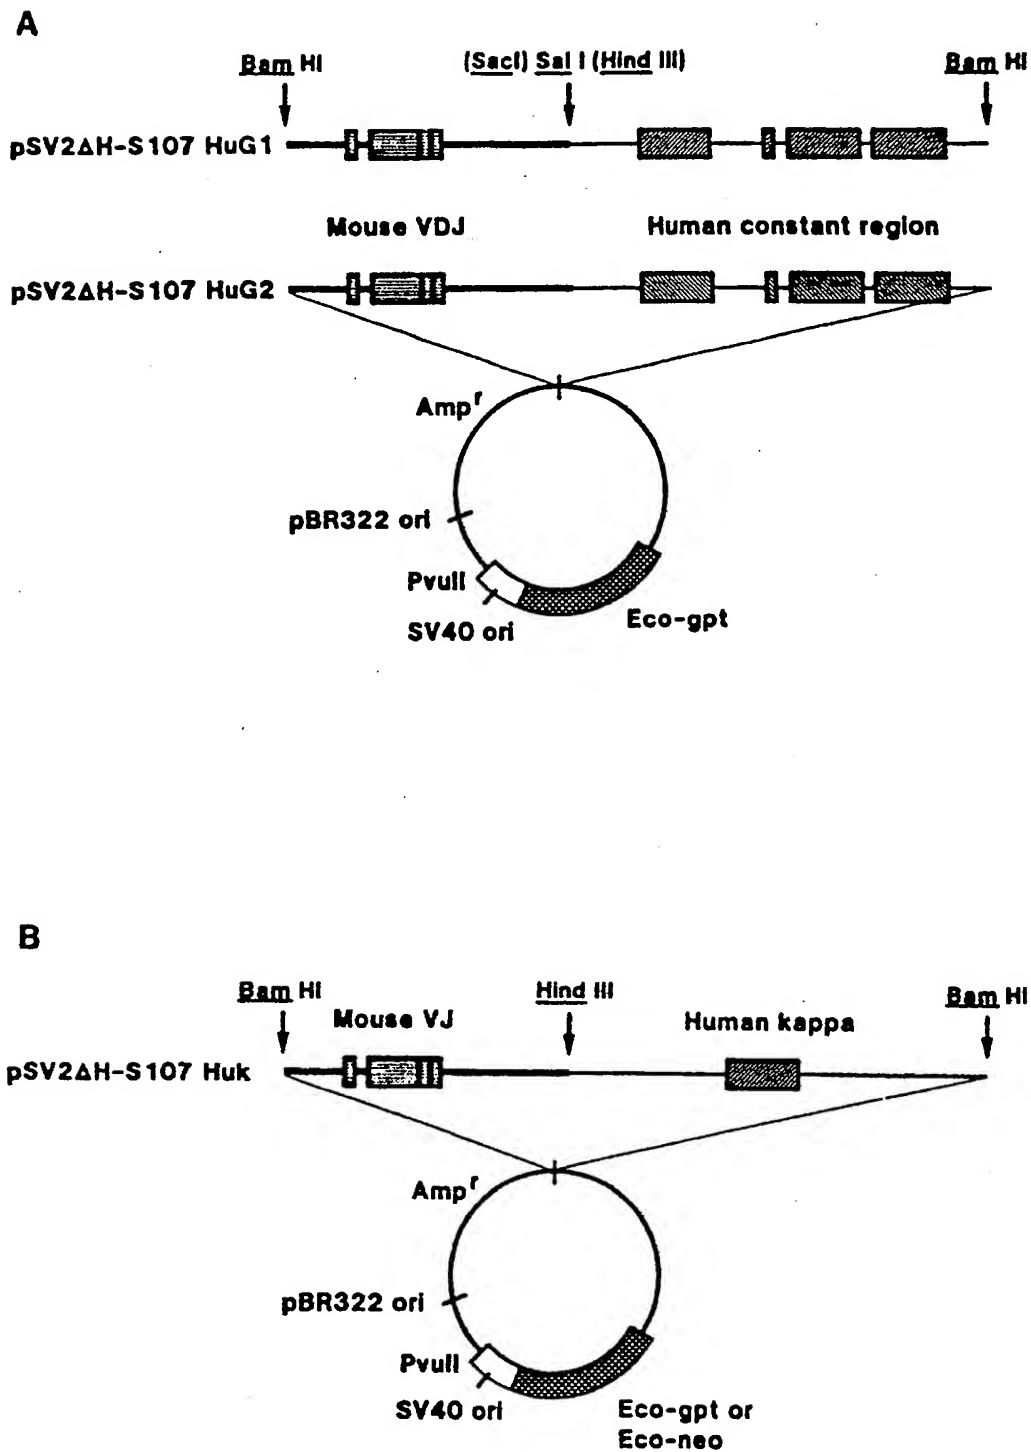 A
Bam HI
(SacI) Sal I (Hind III)
Bam HI
pSV2ΔH-S107 HuG1
Mouse VDJ
Human constant region
pSV2ΔH-S107 HuG2
Ampr
pBR322 ori
PvuII
SV40 ori
Eco-gpt
B
Bam HI
Hind III
Bam HI
Mouse VJ
Human kappa
pSV2ΔH-S107 Huk
Ampr
pBR322 ori
PvuII
SV40 ori
Eco-gpt or
Eco-neo